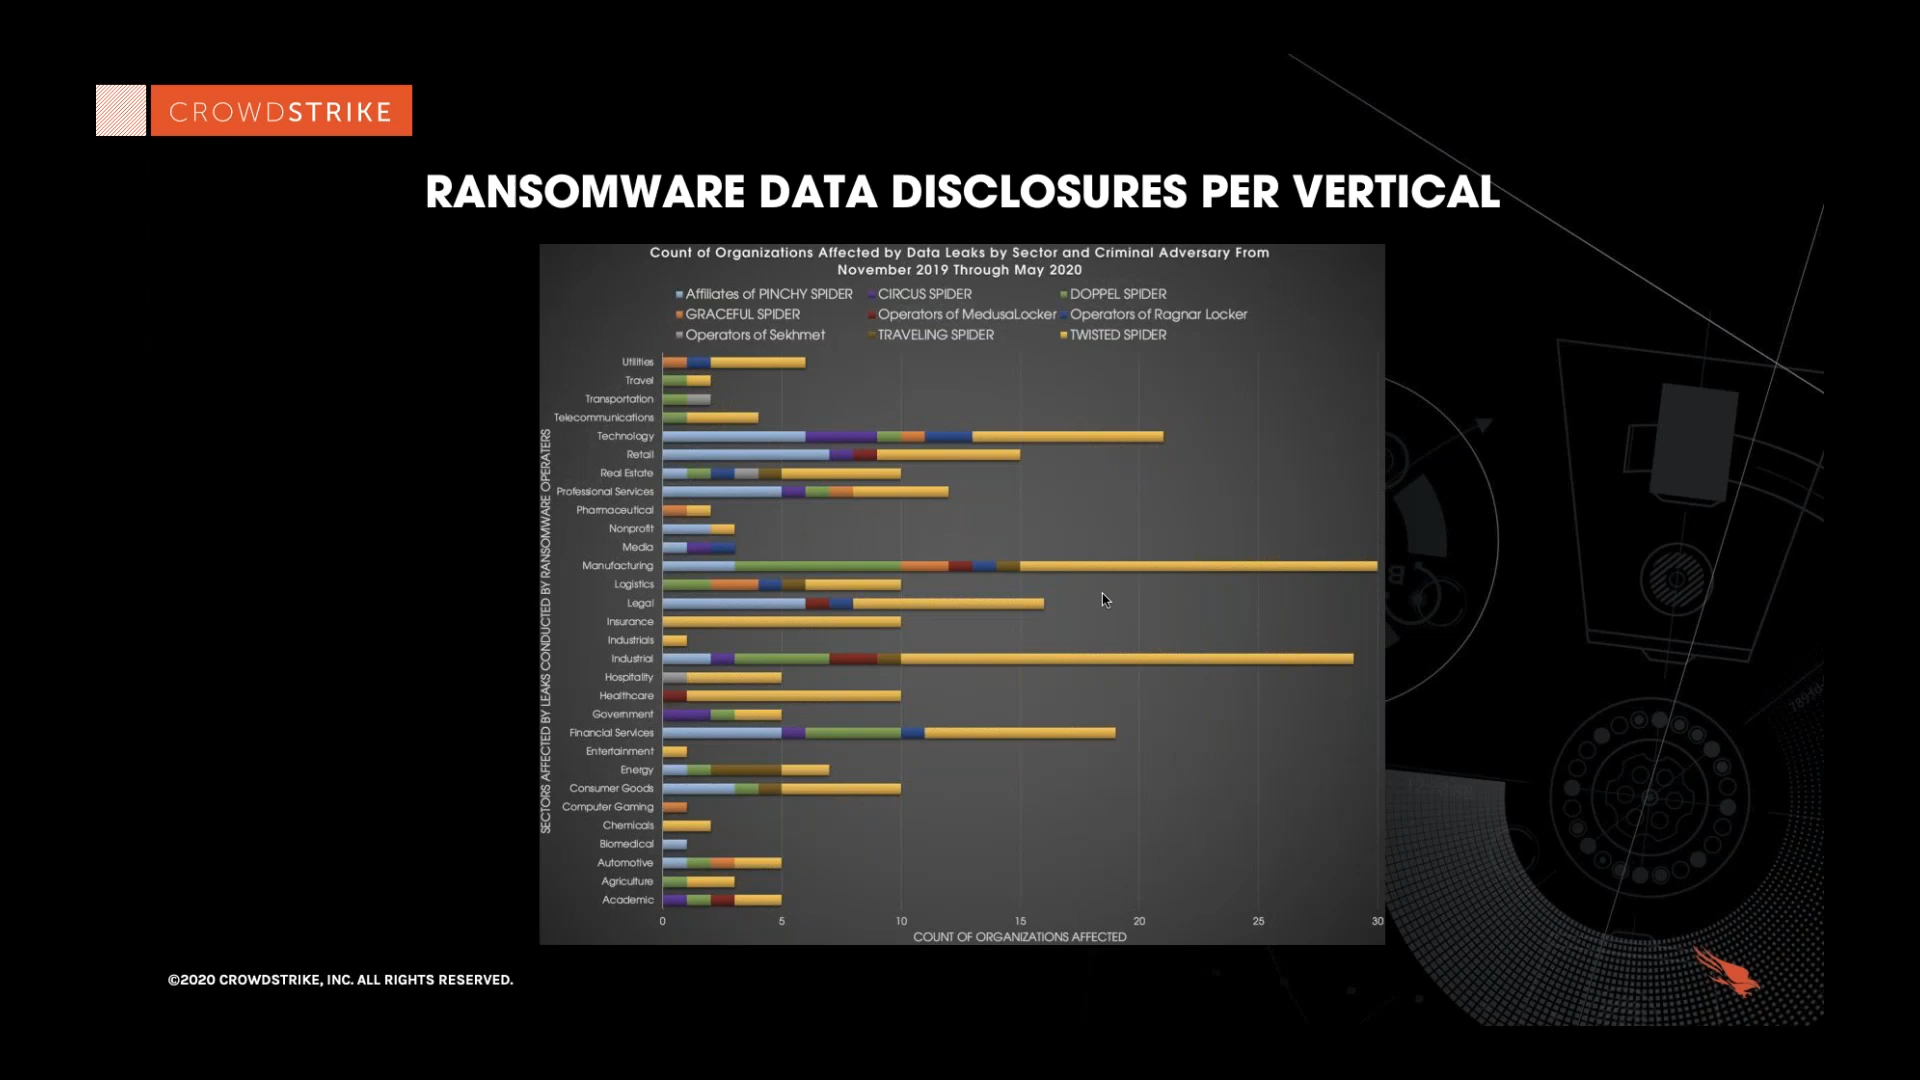 CROWDSTRIKE
RANSOMWARE DATA DISCLOSURES PER VERTICAL
Count of Organizations Affected by Data Leaks by Sector and Criminal Adversary From
November 2019 Through May 2020
Affiliates of PINCHY SPIDER CIRCUS SPIDER DOPPEL SPIDER
GRACEFUL SPIDER Operators of MedusaLocker Operators of Ragnar Locker
Operators of Sekhmet TRAVELING SPIDER TWISTED SPIDER
SECTORS AFFECTED BY LEAKS CONDUCTED BY RANSOMWARE OPERATERS
Utilities
Travel
Transportation
Telecommunications
Technology
Retail
Real Estate
Professional Services
Pharmaceutical
Nonprofit
Media
Manufacturing
Logistics
Legal
Insurance
Industrials
Industrial
Hospitality
Healthcare
Government
Financial Services
Entertainment
Energy
Consumer Goods
Computer Gaming
Chemicals
Biomedical
Automotive
Agriculture
Academic
0 5 10 15 20 25 30
COUNT OF ORGANIZATIONS AFFECTED
©2020 CROWDSTRIKE, INC. ALL RIGHTS RESERVED.